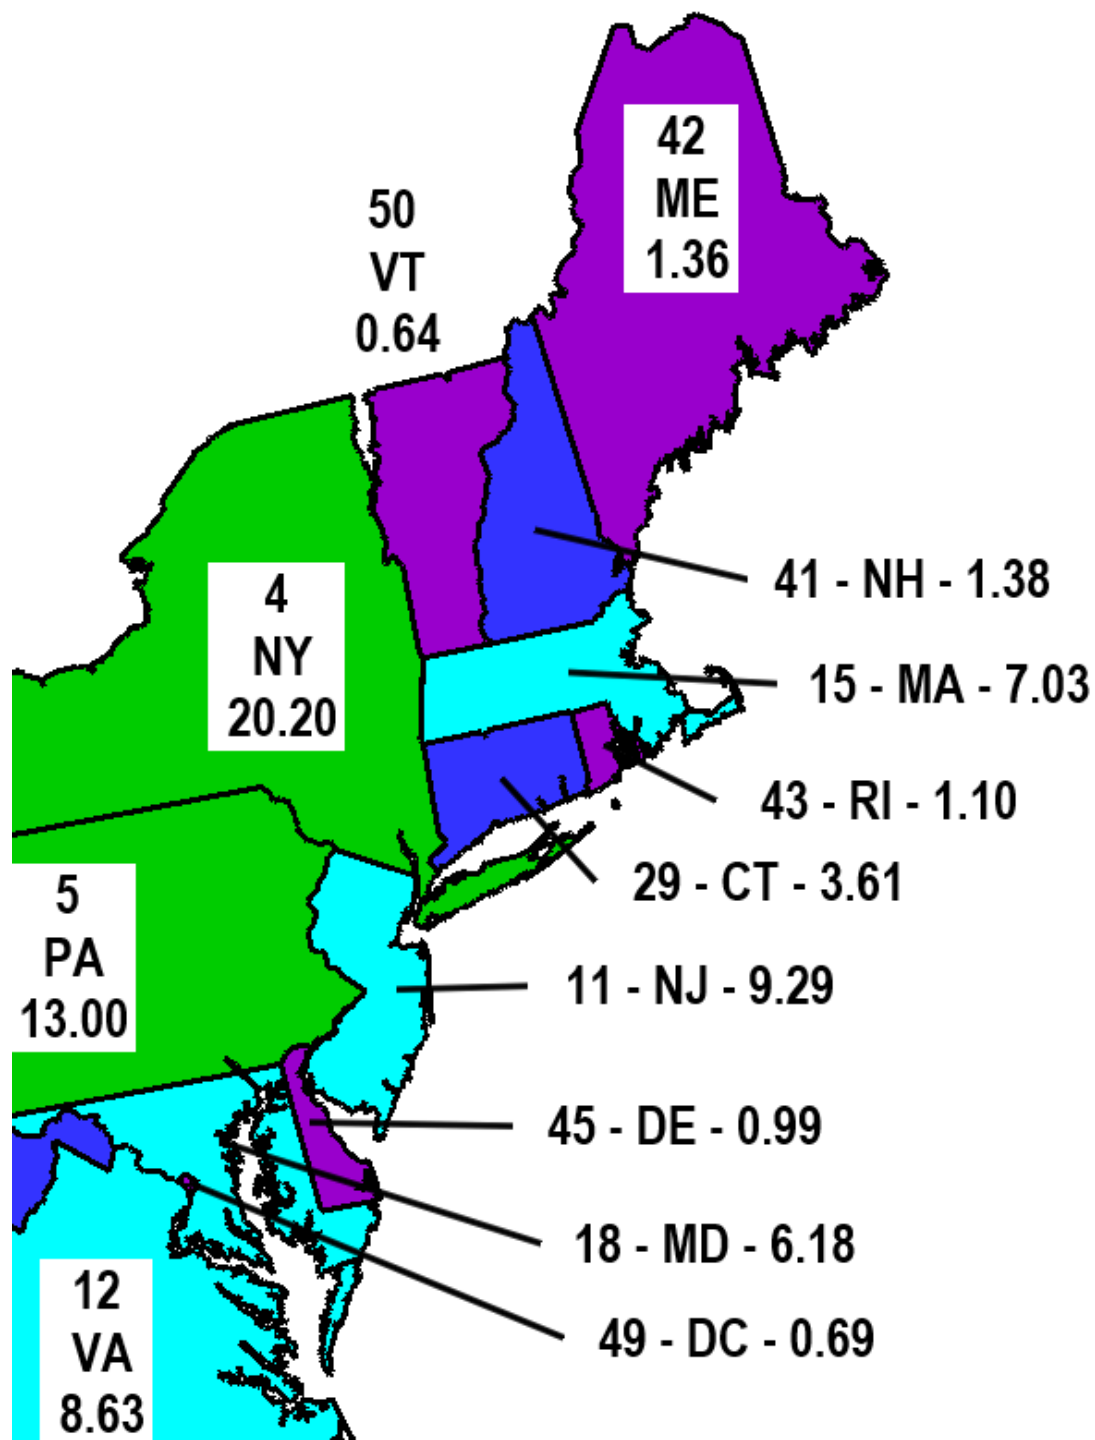 42
ME
1.36
50
VT
0.64
41 - NH - 1.38
4
NY
20.20
15 - MA - 7.03
43 - RI - 1.10
29 - CT - 3.61
5
PA
13.00
11 - NJ - 9.29
45 - DE - 0.99
18 - MD - 6.18
12
VA
8.63
49 - DC - 0.69